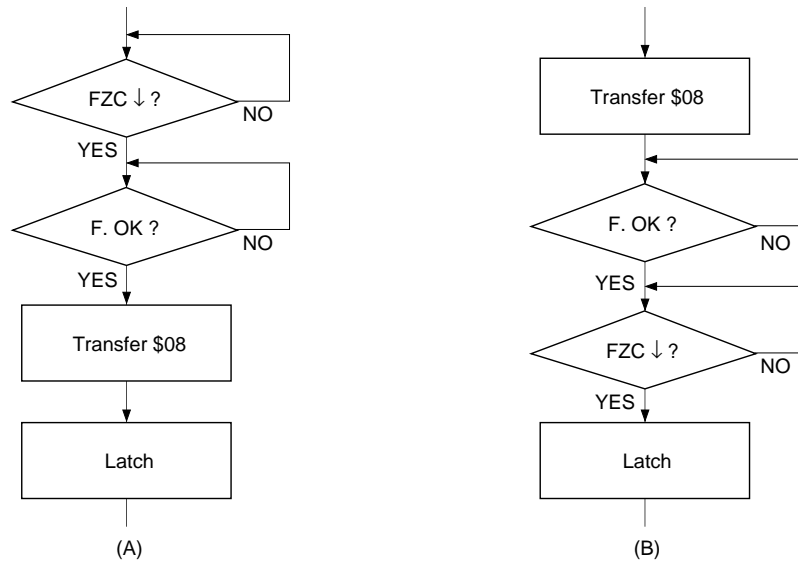 FZC ↓ ?
NO
YES
F. OK ?
NO
YES
Transfer $08
Latch
(A)
Transfer $08
F. OK ?
NO
YES
FZC ↓ ?
NO
YES
Latch
(B)